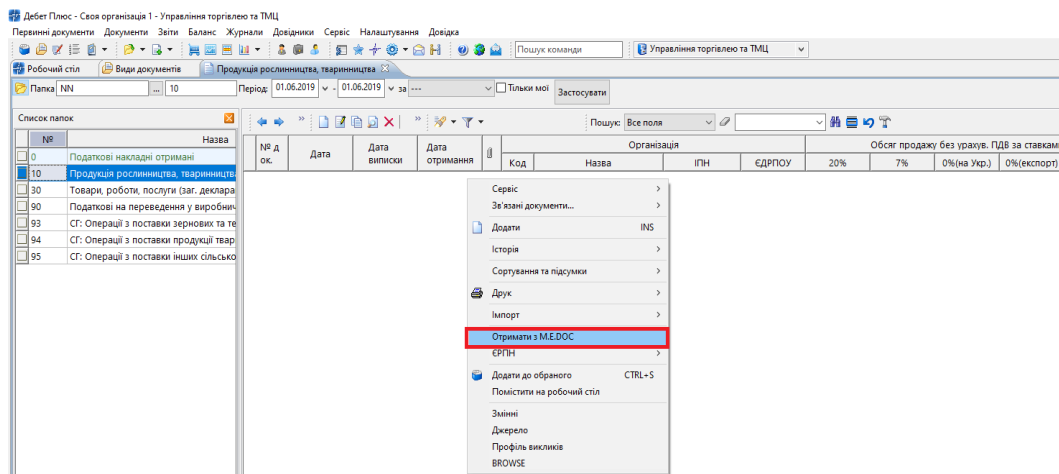 Дебет Плюс - Своя організація 1 - Управління торгівлею та ТМЦ
Первинні документи Документи Звіти Баланс Журнали Довідники Сервіс Налаштування Довідка
Пошук команди Управління торгівлею та ТМЦ
Робочий стіл Види документів Продукція рослинництва, тваринництва
Папка NN ... 10 Період: 01.06.2019 - 01.06.2019 за --- Тільки мої Застосувати
Список папок
Пошук: Все поля
№ Назва
0 Податкові накладні отримані
10 Продукція рослинництва, тваринництва
30 Товари, роботи, послуги (заг. деклара
90 Податкові на переведення у виробнич
93 СГ: Операції з поставки зернових та те
94 СГ: Операції з поставки продукції твар
95 СГ: Операції з поставки інших сільсько
№ д ок. Дата Дата виписки Дата отримання Організація Обсяг продажу без урахув. ПДВ за ставками
Код Назва ІПН ЄДРПОУ 20% 7% 0%(на Укр.) 0%(експорт)
Сервіс
Зв'язані документи...
Додати INS
Історія
Сортування та підсумки
Друк
Імпорт
Отримати з M.E.DOC
ЄРПН
Додати до обраного CTRL+S
Помістити на робочий стіл
Змінні
Джерело
Профіль викликів
BROWSE